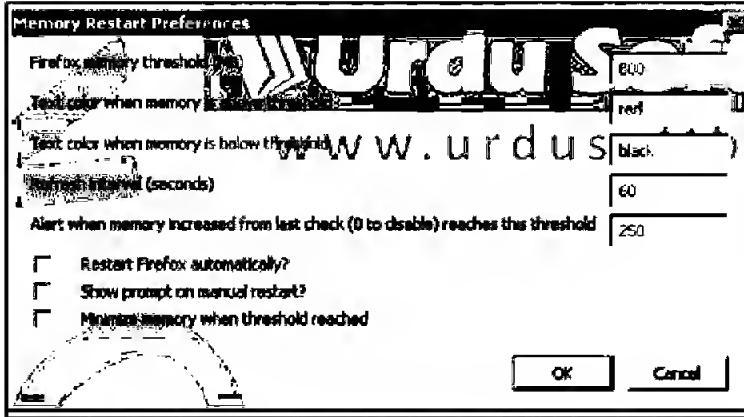 Memory Restart Preferences
Firefox memory threshold
800
Text color when memory is above threshold
red
Text color when memory is below threshold
black
Refresh interval (seconds)
60
Alert when memory increased from last check (0 to disable) reaches this threshold
250
Restart Firefox automatically?
Show prompt on manual restart?
Minimize memory when threshold reached
OK
Cancel
Urdu
www.urdus